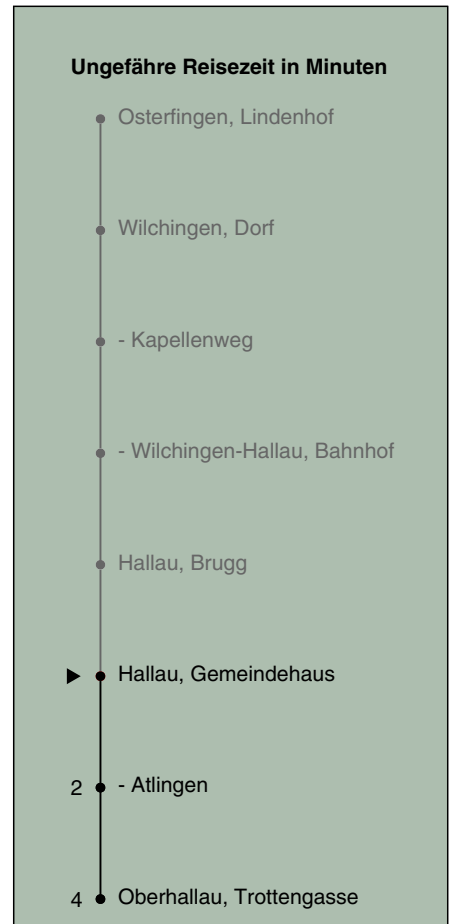 Ungefähre Reisezeit in Minuten
Osterfingen, Lindenhof
Wilchingen, Dorf
- Kapellenweg
- Wilchingen-Hallau, Bahnhof
Hallau, Brugg
Hallau, Gemeindehaus
2 - Atlingen
4 Oberhallau, Trottengasse